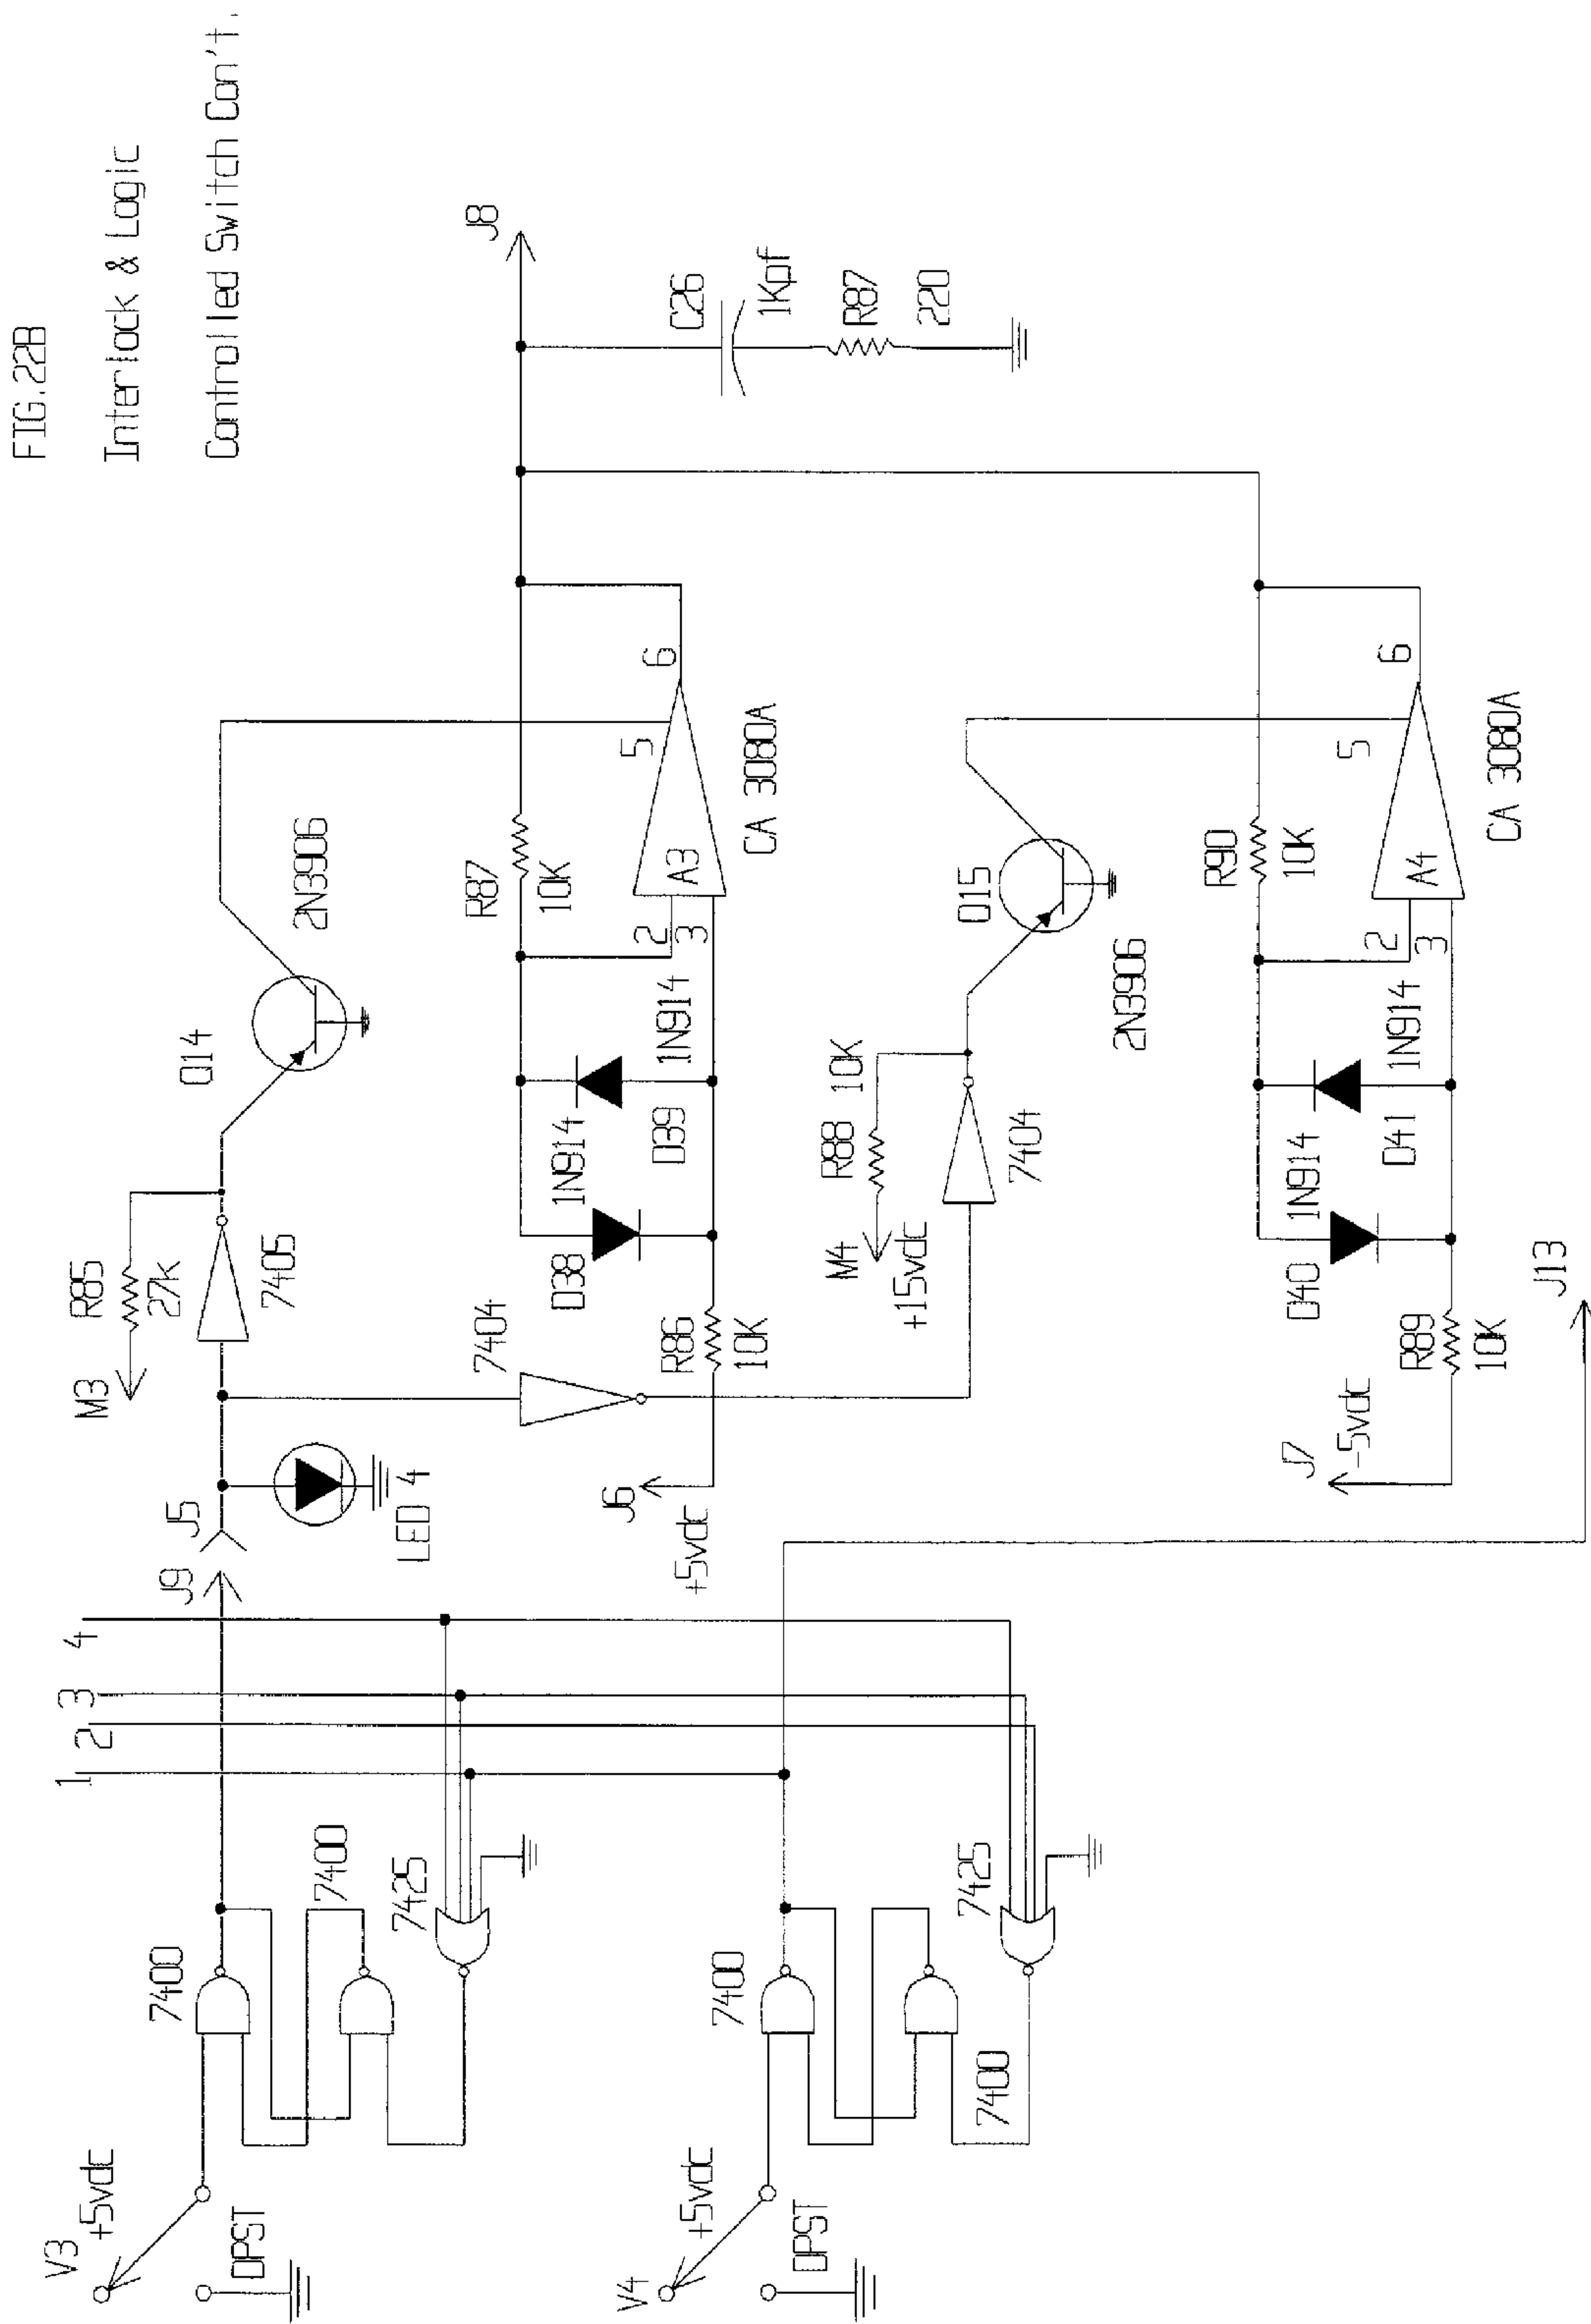 FIG.22B
Interlock & Logic
Controlled Switch Con't.
V3
+5vdc
DPST
7400
7400
7425
1
2
3
4
J9
J5
LED 4
M3
R85
27k
7405
Q14
2N3906
7404
J6
+5vdc
R86
10K
D38
1N914
D39
1N914
R87
10K
2
3
A3
5
6
CA 3080A
J8
C26
1Kpf
R87
220
M4
+15vdc
R88
10K
7404
Q15
2N3906
V4
+5vdc
DPST
7400
7400
7425
J7
-5vdc
R89
10K
D40
1N914
D41
1N914
R90
10K
2
3
A4
5
6
CA 3080A
J13